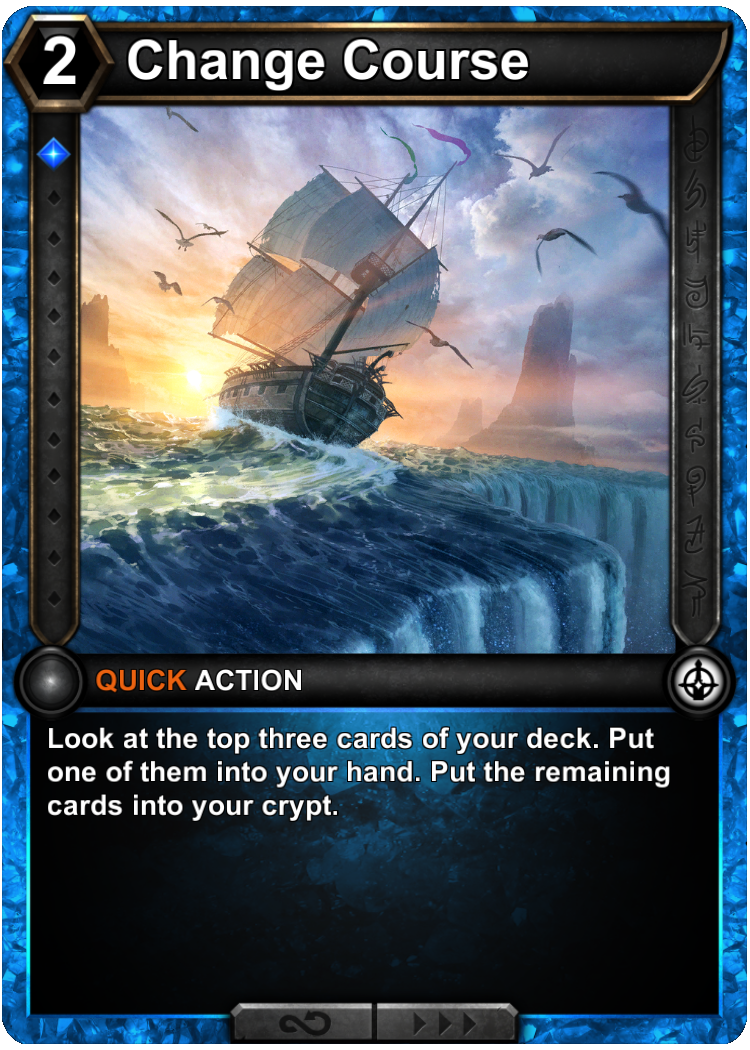 2
Change Course
QUICK ACTION
Look at the top three cards of your deck. Put
one of them into your hand. Put the remaining
cards into your crypt.